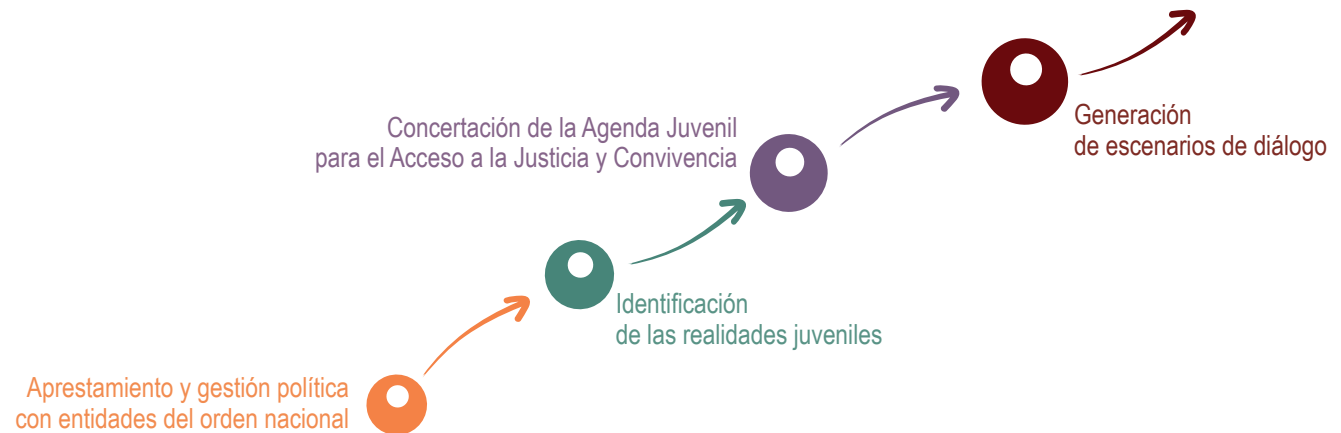 Generación
de escenarios de diálogo
Concertación de la Agenda Juvenil
para el Acceso a la Justicia y Convivencia
Identificación
de las realidades juveniles
Aprestamiento y gestión política
con entidades del orden nacional